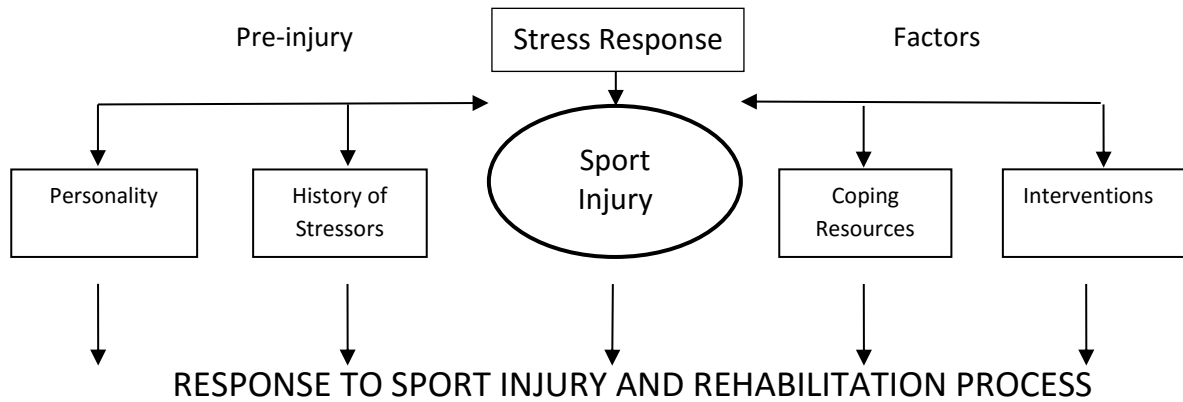 Pre-injury
Stress Response
Factors
Sport
Injury
Personality
History of
Stressors
Coping
Resources
Interventions
RESPONSE TO SPORT INJURY AND REHABILITATION PROCESS